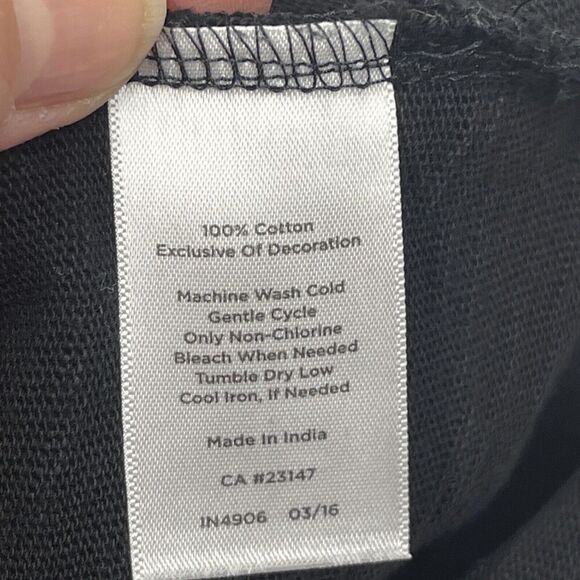 100% Cotton
Exclusive Of Decoration
Machine Wash Cold
Gentle Cycle
Only Non-Chlorine
Bleach When Needed
Tumble Dry Low
Cool Iron, If Needed
Made In India
CA #23147
IN4906 03/16